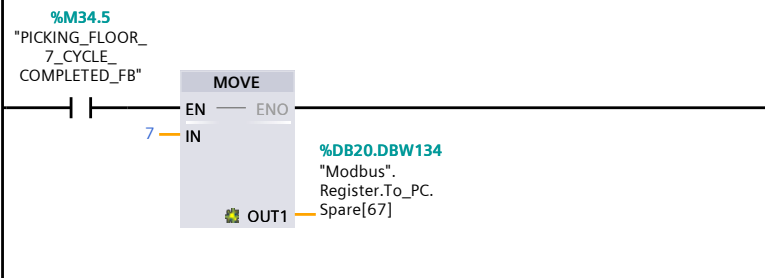 %M34.5
"PICKING_FLOOR_
7_CYCLE_
COMPLETED_FB"
MOVE
EN ENO
7 IN
%DB20.DBW134
"Modbus".
Register.To_PC.
OUT1 Spare[67]